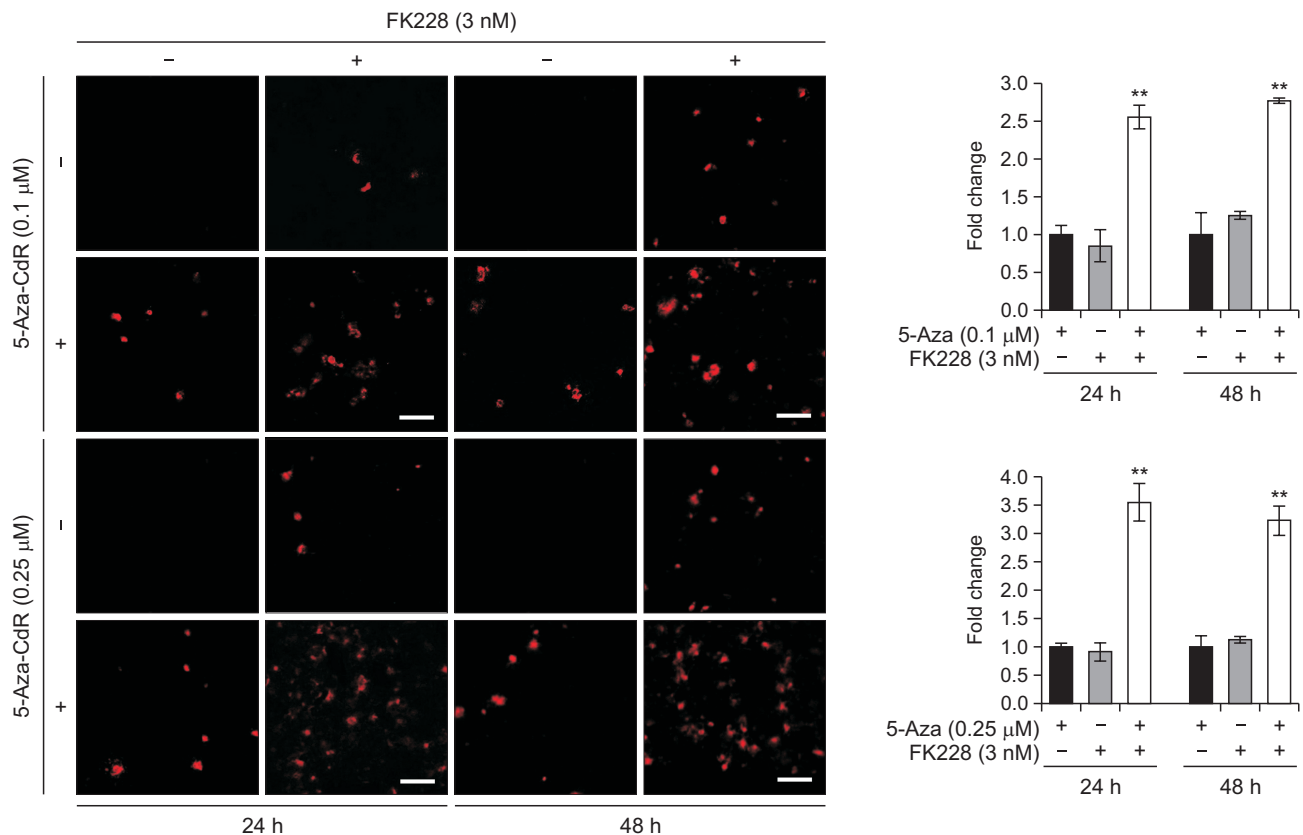 FK228 (3 nM)
– + – +
5-Aza-CdR (0.1 μM)
–
+
5-Aza-CdR (0.25 μM)
–
+
24 h 48 h
Fold change
3.0
2.5
2.0
1.5
1.0
0.5
0.0
** **
5-Aza (0.1 μM) + – + + – +
FK228 (3 nM) – + + – + +
24 h 48 h
Fold change
4.0
3.5
3.0
2.5
2.0
1.5
1.0
0.5
0.0
** **
5-Aza (0.25 μM) + – + + – +
FK228 (3 nM) – + + – + +
24 h 48 h